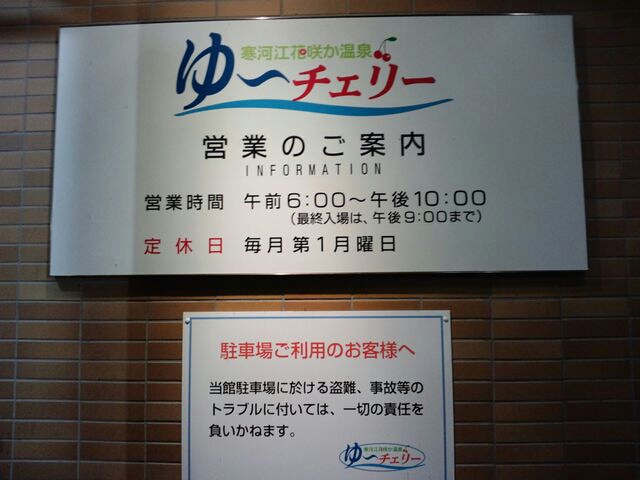 寒河江花咲か温泉
ゆ〜チェリー
営業のご案内
INFORMATION
営業時間 午前6:00〜午後10:00
(最終入場は、午後9:00まで)
定休日 毎月第1月曜日
駐車場ご利用のお客様へ
当館駐車場に於ける盗難、事故等の
トラブルに付いては、一切の責任を
負いかねます。
寒河江花咲か温泉
ゆ〜チェリー